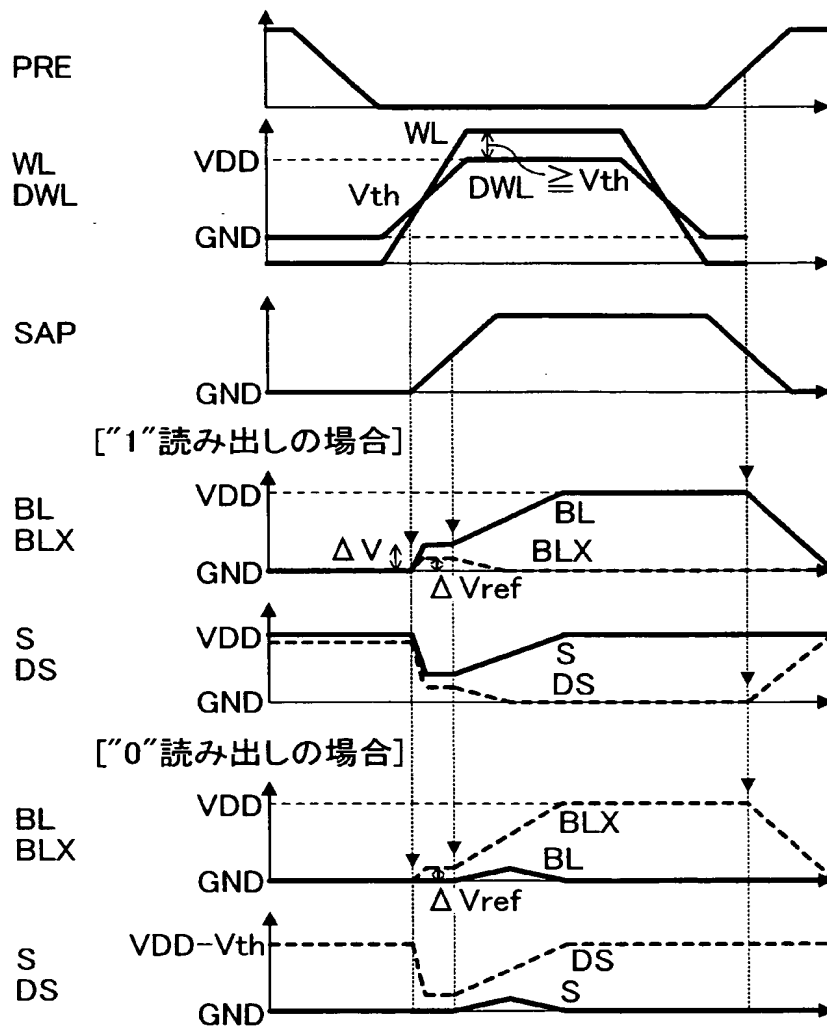 PRE
WL
DWL
VDD
GND
WL
Vth
DWL
≧Vth
SAP
GND
["1"読み出しの場合]
BL
BLX
VDD
GND
ΔV
BL
BLX
ΔVref
S
DS
VDD
GND
S
DS
["0"読み出しの場合]
BL
BLX
VDD
GND
BLX
BL
ΔVref
S
DS
VDD-Vth
GND
DS
S